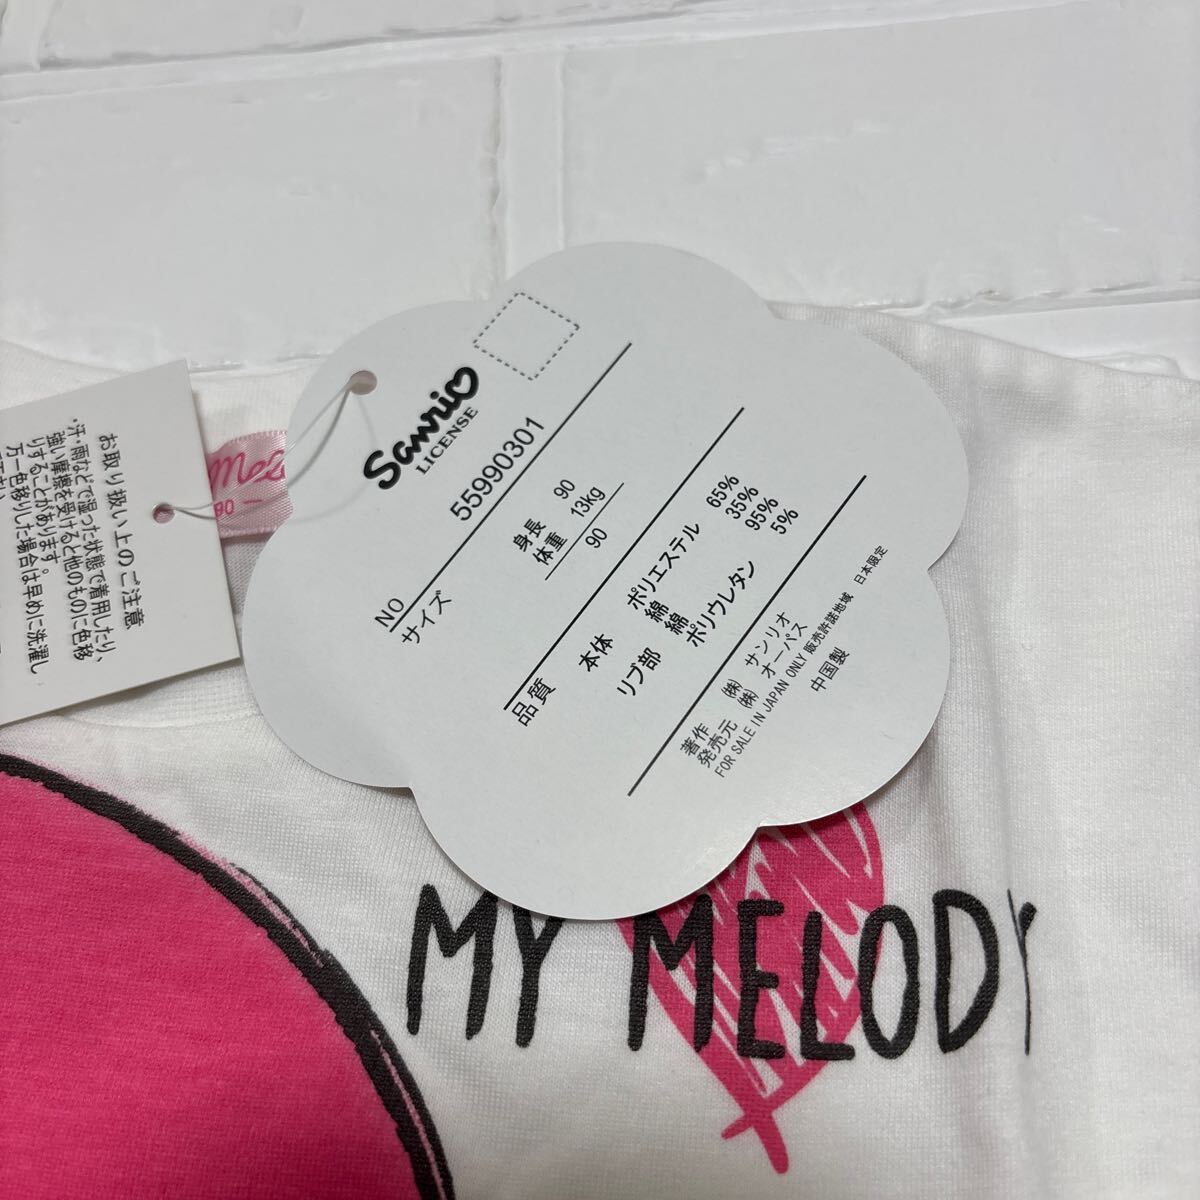 Sanrio
LICENSE
NO 55990301
サイズ 身長 90
体重 13kg
90
品質 本体 ポリエステル 65%
綿 35%
リブ部 綿 95%
ポリウレタン 5%
著作 (株) サンリオ
発売元 (株) オーパス
FOR SALE IN JAPAN ONLY 販売許諾地域 日本限定
中国製
お取り扱い上のご注意
・汗・雨などで湿った状態で着用したり、
強い摩擦を受けると他のものに色移
りすることがあります。
万一色移りした場合は早めに洗濯し
90
MY MELODY